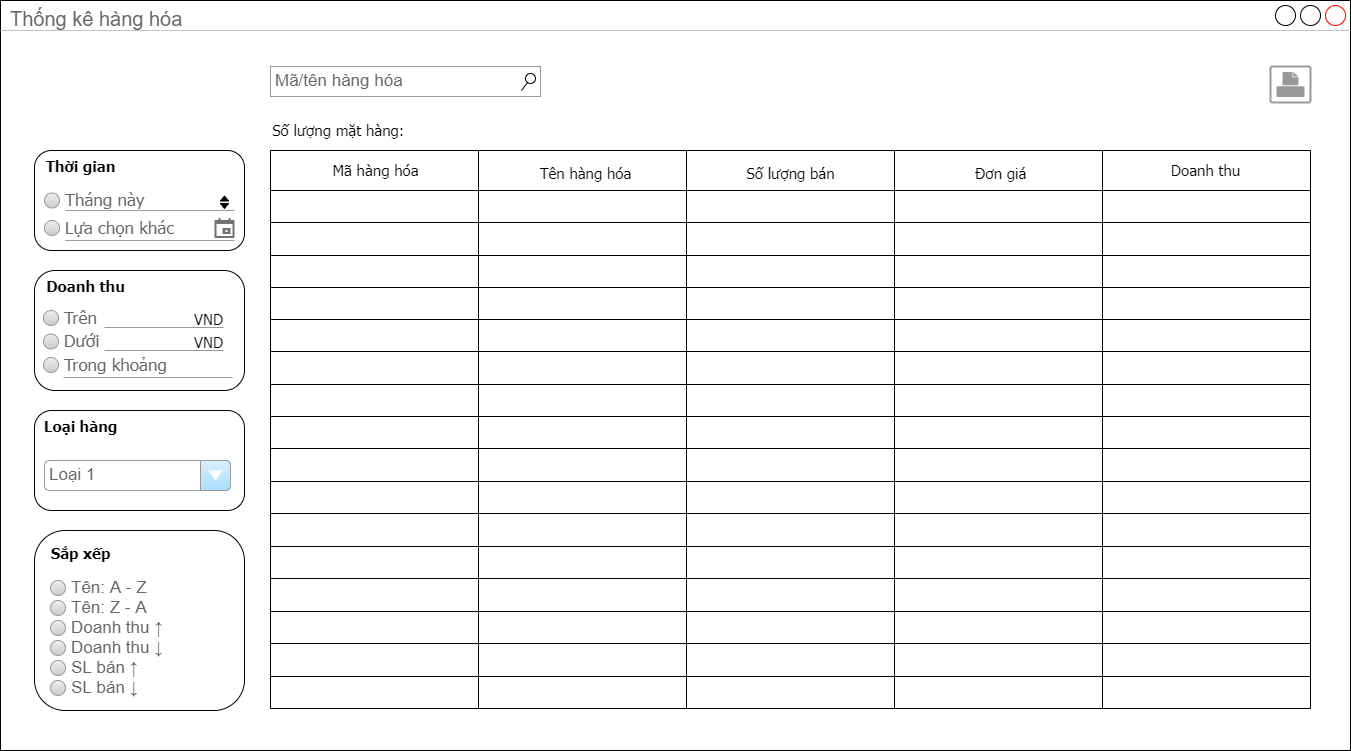 Thống kê hàng hóa
Mã/tên hàng hóa
Số lượng mặt hàng:
Thời gian
Tháng này
Lựa chọn khác
Doanh thu
Trên VND
Dưới VND
Trong khoảng
Loại hàng
Loại 1
Sắp xếp
Tên: A - Z
Tên: Z - A
Doanh thu ↑
Doanh thu ↓
SL bán ↑
SL bán ↓
Mã hàng hóa Tên hàng hóa Số lượng bán Đơn giá Doanh thu